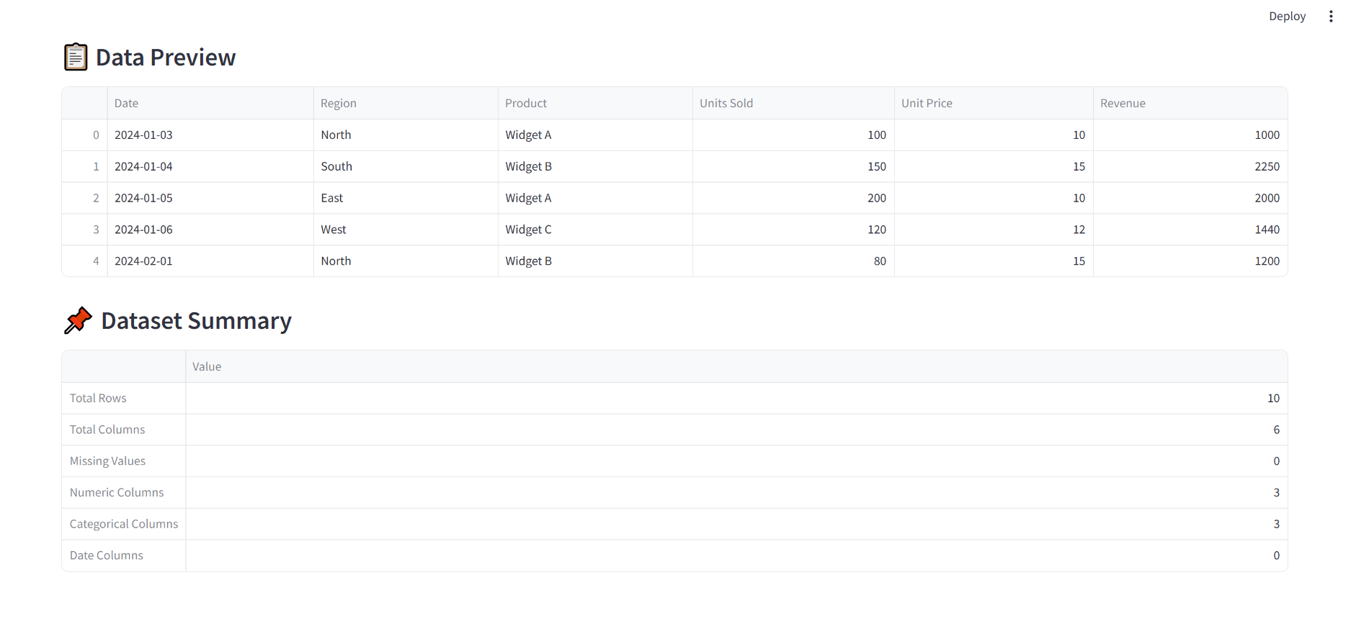 Deploy
Data Preview
Date Region Product Units Sold Unit Price Revenue
0 2024-01-03 North Widget A 100 10 1000
1 2024-01-04 South Widget B 150 15 2250
2 2024-01-05 East Widget A 200 10 2000
3 2024-01-06 West Widget C 120 12 1440
4 2024-02-01 North Widget B 80 15 1200
Dataset Summary
Value
Total Rows 10
Total Columns 6
Missing Values 0
Numeric Columns 3
Categorical Columns 3
Date Columns 0